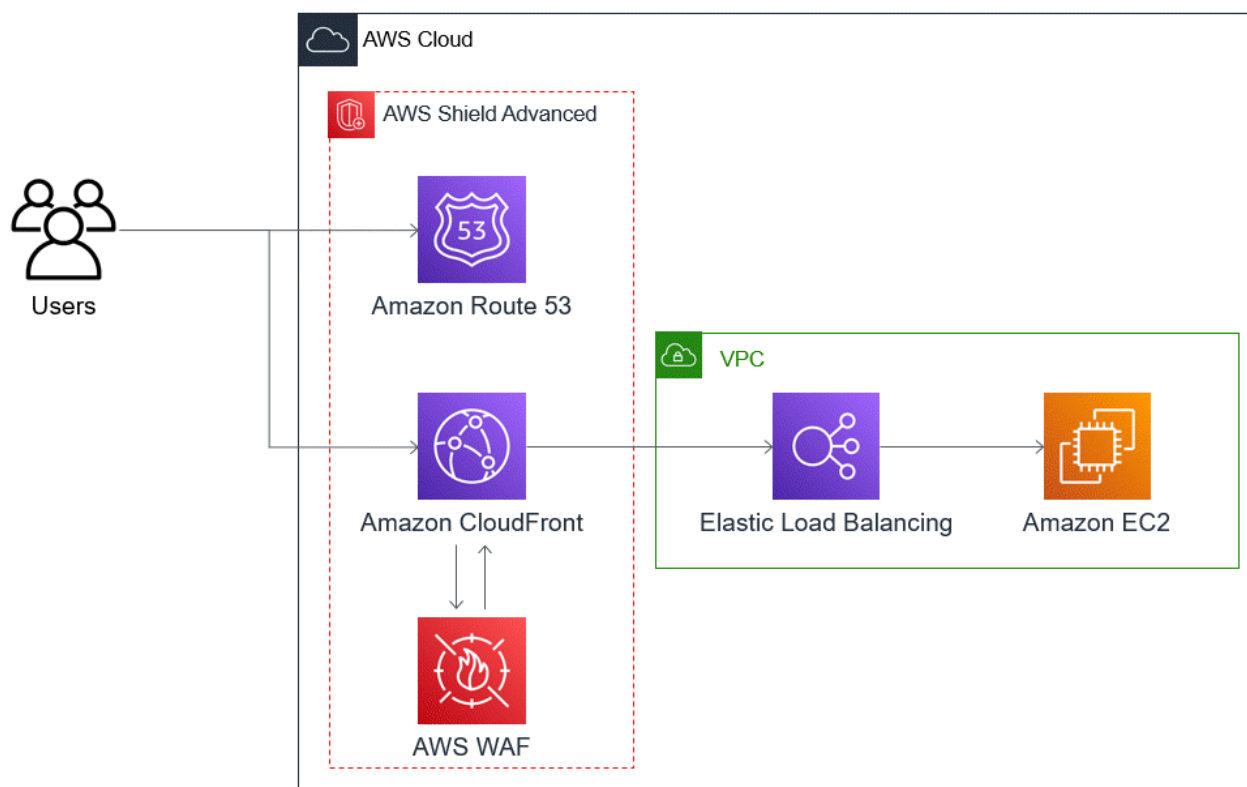 AWS Cloud
AWS Shield Advanced
53
Users
Amazon Route 53
VPC
Amazon CloudFront
Elastic Load Balancing
Amazon EC2
AWS WAF